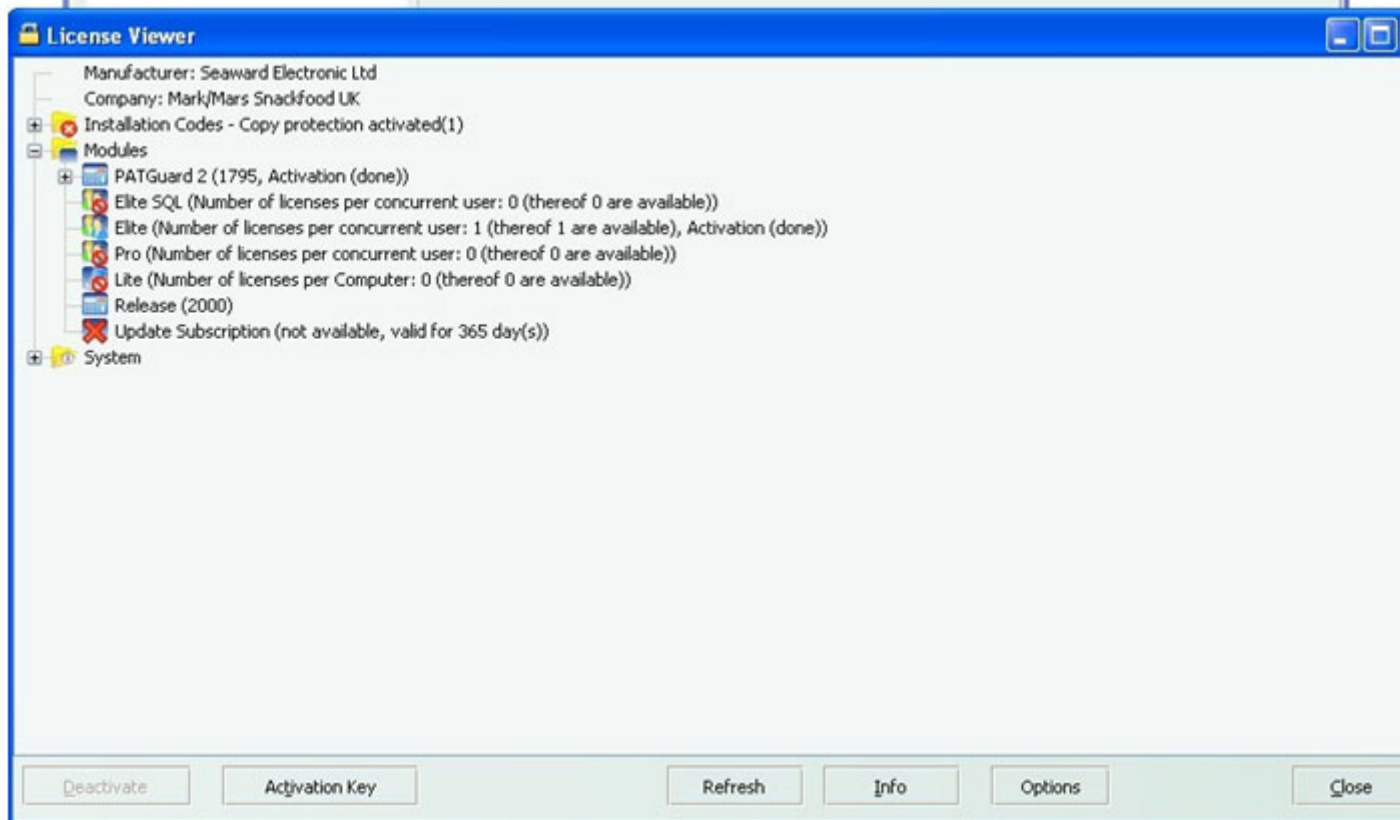 License Viewer
Manufacturer: Seaward Electronic Ltd
Company: Mark/Mars Snackfood UK
Installation Codes - Copy protection activated(1)
Modules
PATGuard 2 (1795, Activation (done))
Elite SQL (Number of licenses per concurrent user: 0 (thereof 0 are available))
Elite (Number of licenses per concurrent user: 1 (thereof 1 are available), Activation (done))
Pro (Number of licenses per concurrent user: 0 (thereof 0 are available))
Lite (Number of licenses per Computer: 0 (thereof 0 are available))
Release (2000)
Update Subscription (not available, valid for 365 day(s))
System
Deactivate Activation Key Refresh Info Options Close